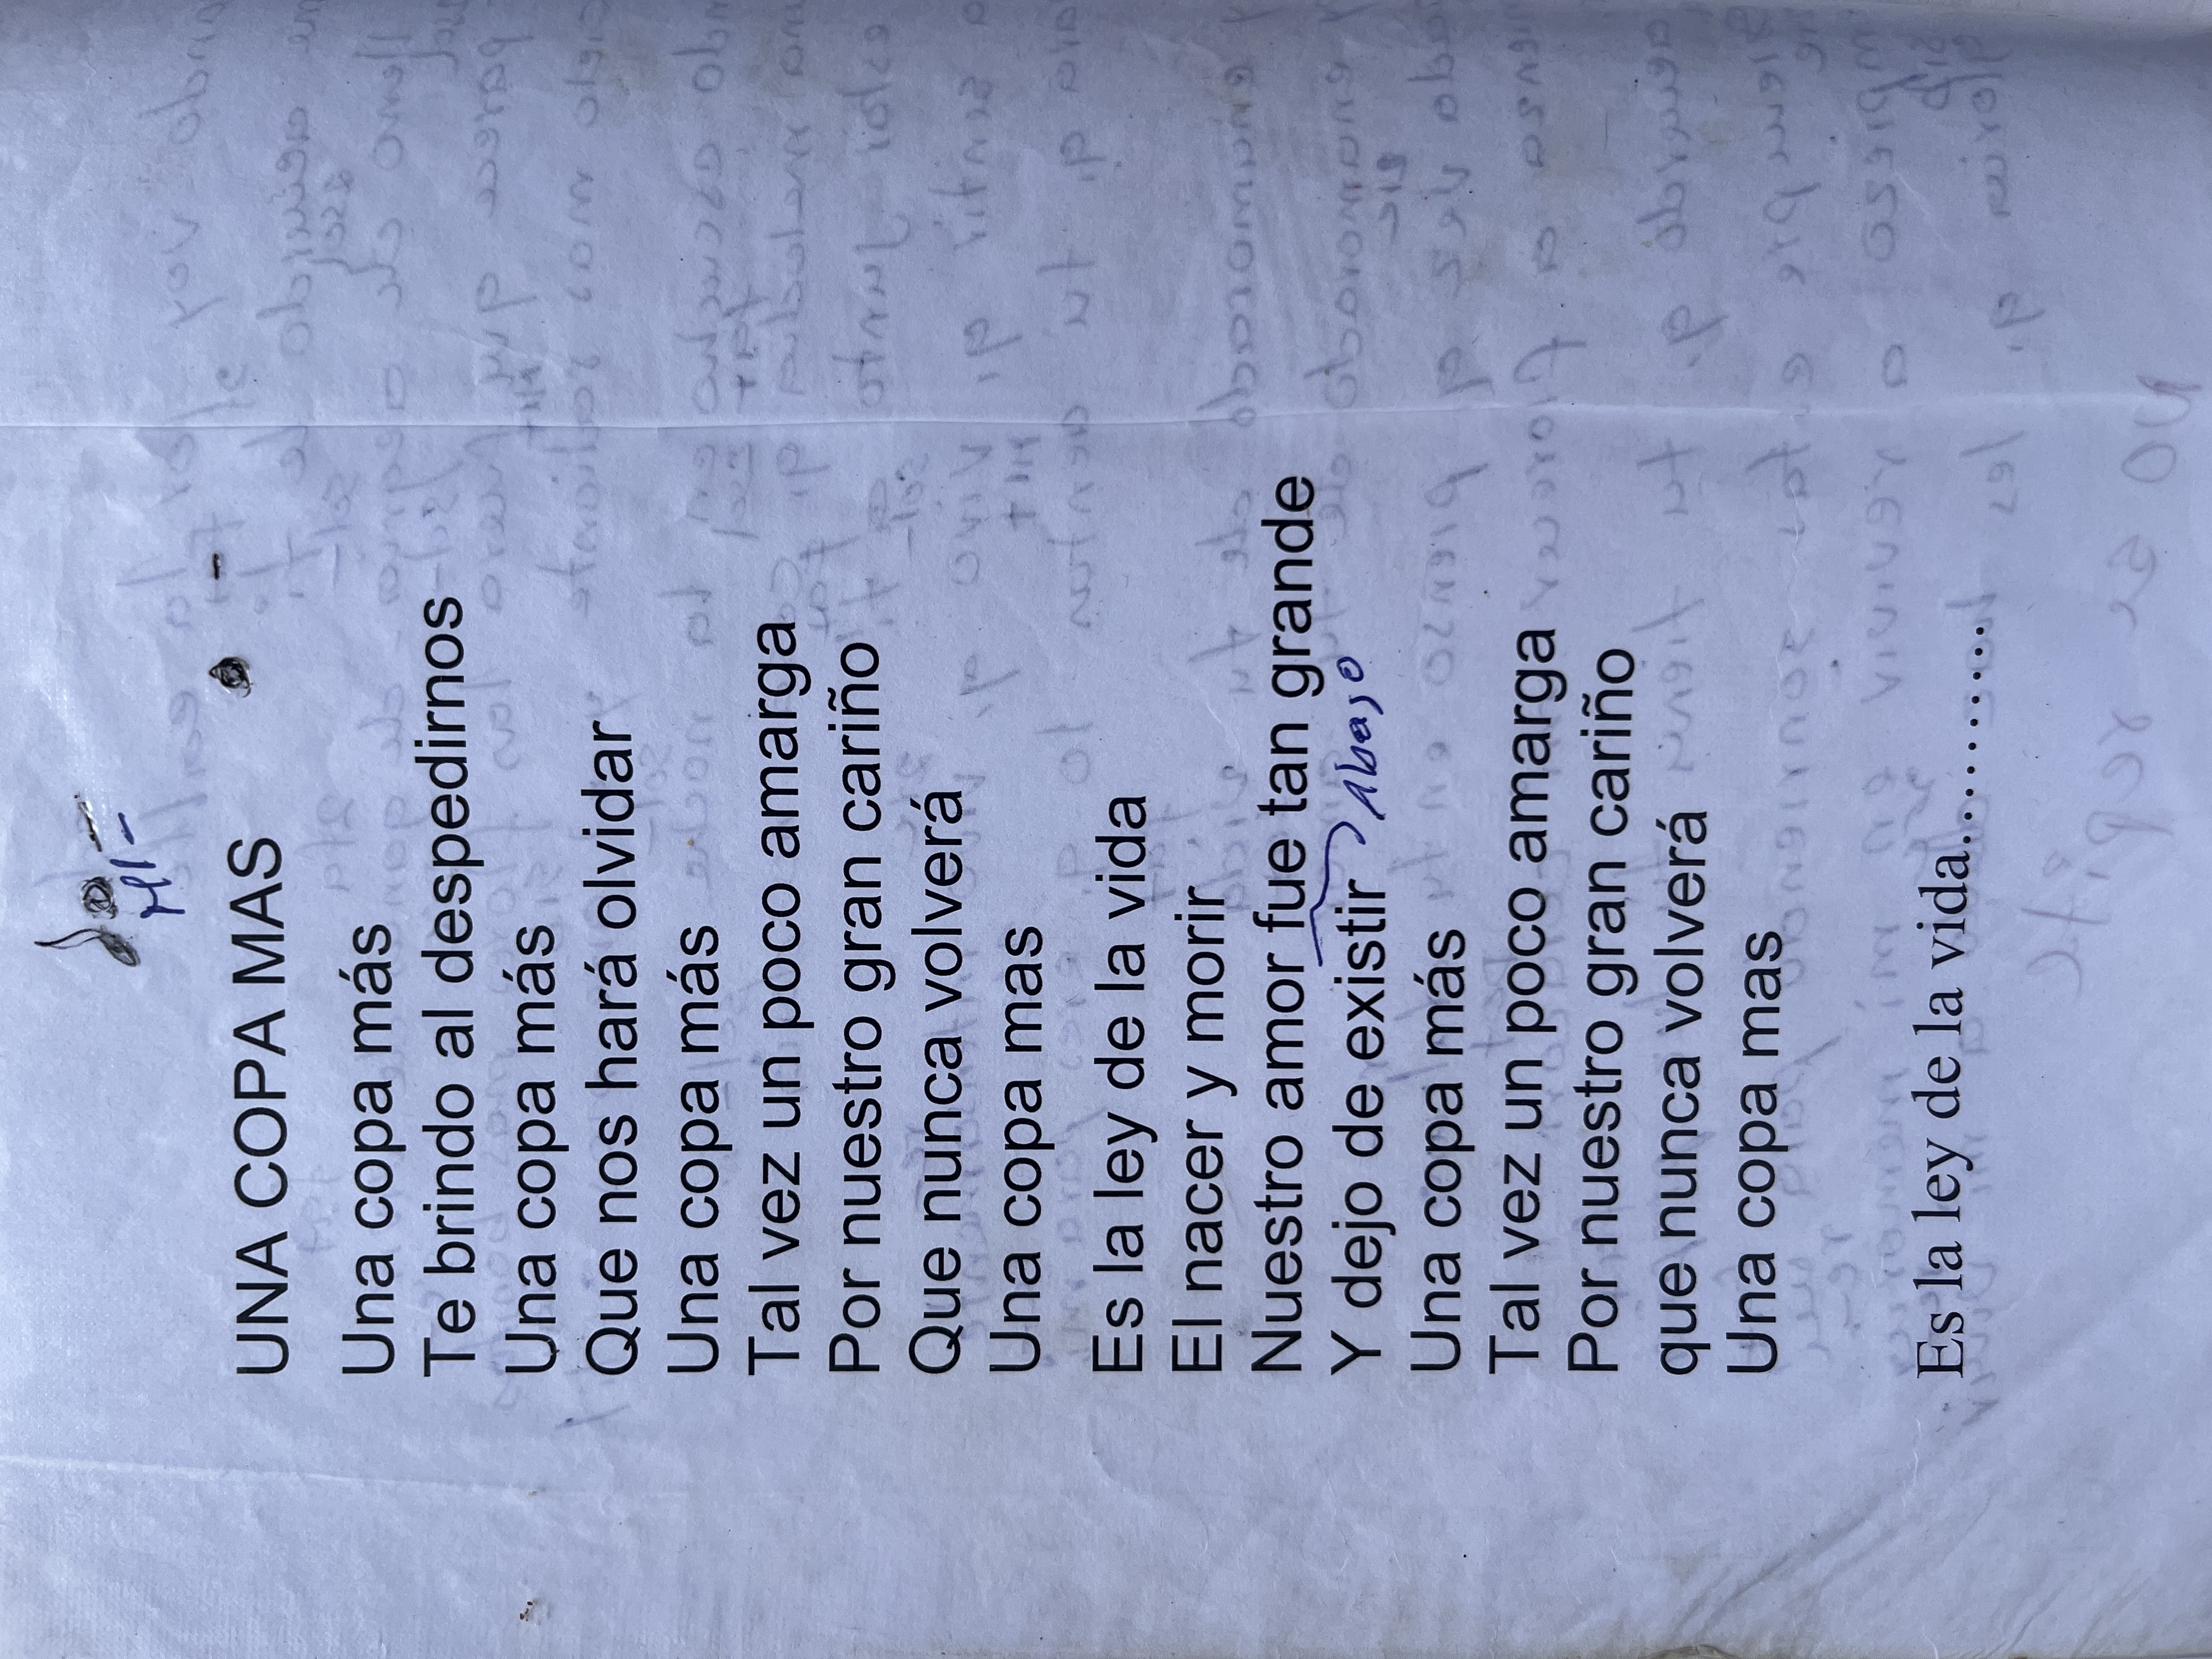 do -
MI -
UNA COPA MAS
Una copa más
Te brindo al despedirnos
Una copa más
Que nos hará olvidar
Una copa más
Tal vez un poco amarga
Por nuestro gran cariño
Que nunca volverá
Una copa mas
Es la ley de la vida
El nacer y morir
Nuestro amor fue tan grande
Y dejo de existir Abajo
Una copa más
Tal vez un poco amarga
Por nuestro gran cariño
que nunca volverá
Una copa mas
Es la ley de la vida..........